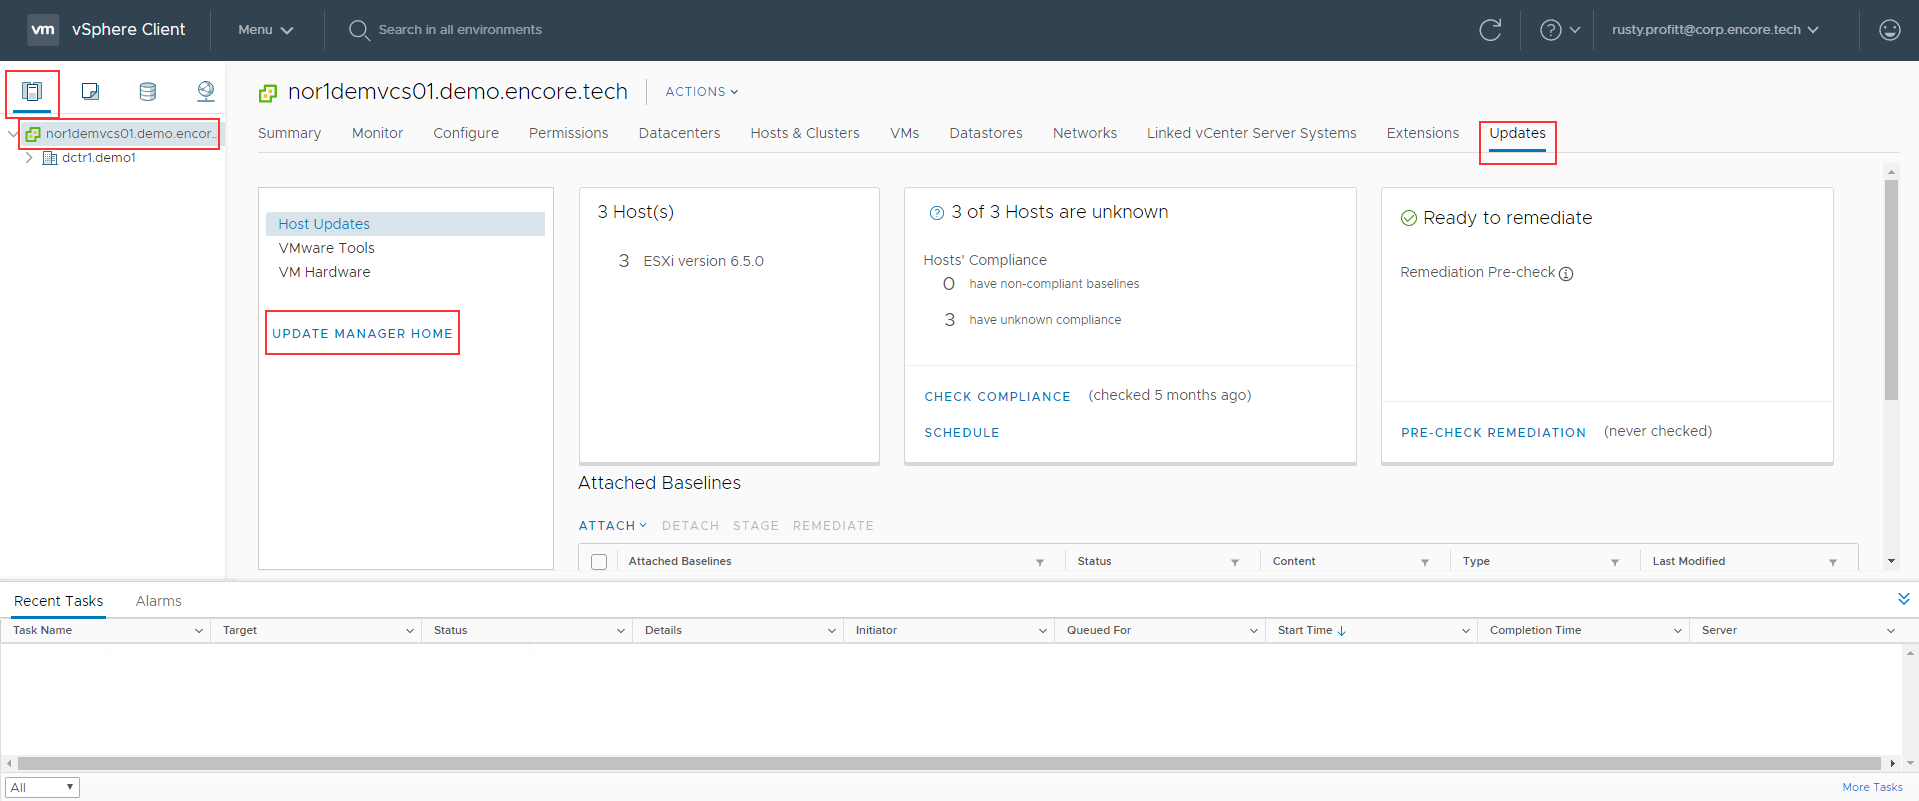 vm vSphere Client Menu Search in all environments rusty.profitt@corp.encore.tech
nor1demvcs01.demo.encor...
dctr1.demo1
nor1demvcs01.demo.encore.tech ACTIONS
Summary Monitor Configure Permissions Datacenters Hosts & Clusters VMs Datastores Networks Linked vCenter Server Systems Extensions Updates
Host Updates
VMware Tools
VM Hardware
UPDATE MANAGER HOME
3 Host(s)
3 ESXi version 6.5.0
3 of 3 Hosts are unknown
Hosts' Compliance
0 have non-compliant baselines
3 have unknown compliance
CHECK COMPLIANCE (checked 5 months ago)
SCHEDULE
Ready to remediate
Remediation Pre-check
PRE-CHECK REMEDIATION (never checked)
Attached Baselines
ATTACH DETACH STAGE REMEDIATE
Attached Baselines Status Content Type Last Modified
Recent Tasks Alarms
Task Name Target Status Details Initiator Queued For Start Time Completion Time Server
All
More Tasks